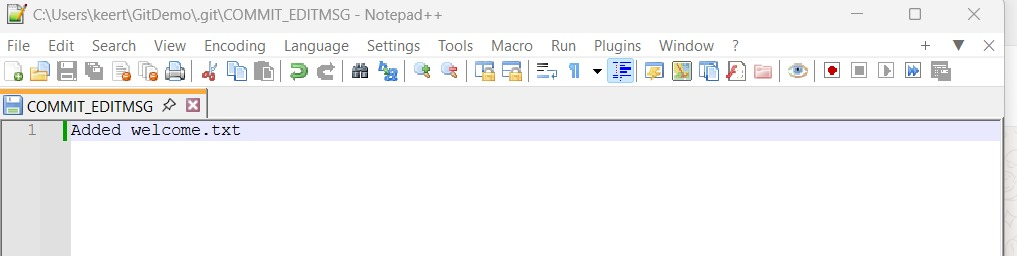 C:\Users\keert\GitDemo\.git\COMMIT_EDITMSG - Notepad++
File Edit Search View Encoding Language Settings Tools Macro Run Plugins Window ?
COMMIT_EDITMSG
1 Added welcome.txt